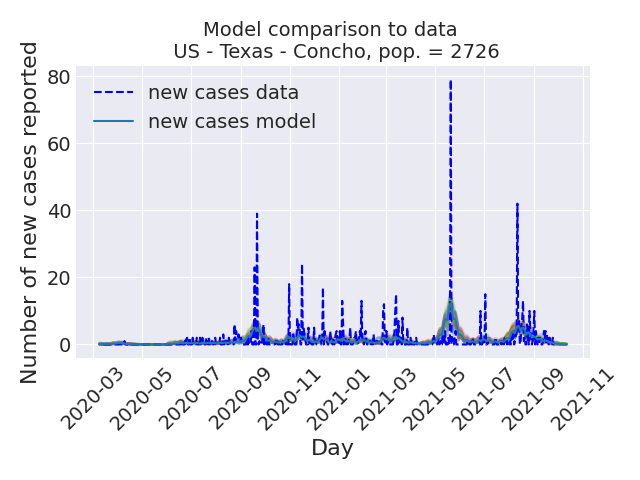 Model comparison to data
US - Texas - Concho, pop. = 2726
Number of new cases reported
80
60
40
20
0
new cases data
new cases model
2020-03
2020-05
2020-07
2020-09
2020-11
2021-01
2021-03
2021-05
2021-07
2021-09
2021-11
Day